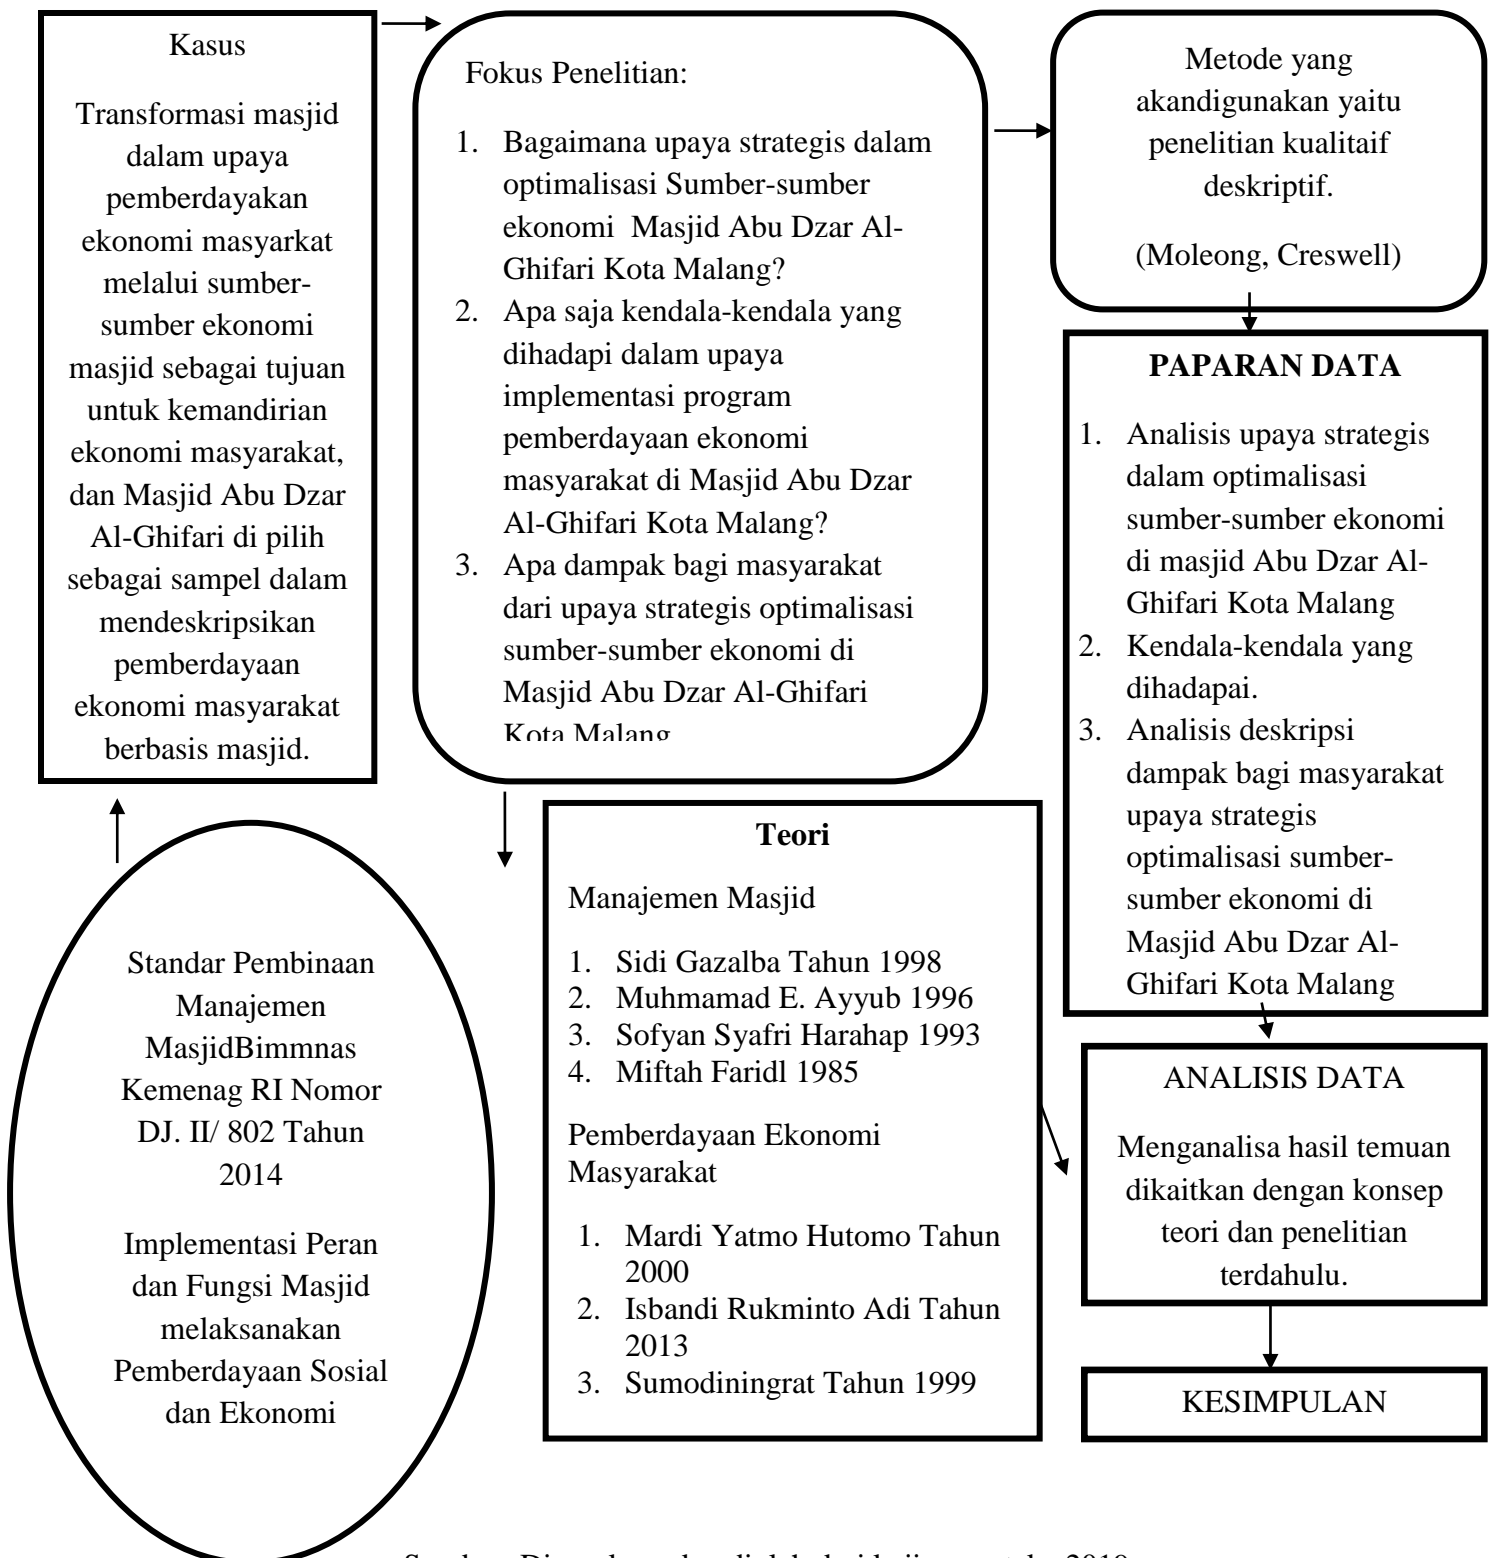 Kasus
Transformasi masjid
dalam upaya
pemberdayakan
ekonomi masyarkat
melalui sumber-
sumber ekonomi
masjid sebagai tujuan
untuk kemandirian
ekonomi masyarakat,
dan Masjid Abu Dzar
Al-Ghifari di pilih
sebagai sampel dalam
mendeskripsikan
pemberdayaan
ekonomi masyarakat
berbasis masjid.
Fokus Penelitian:
1. Bagaimana upaya strategis dalam
optimalisasi Sumber-sumber
ekonomi Masjid Abu Dzar Al-
Ghifari Kota Malang?
2. Apa saja kendala-kendala yang
dihadapi dalam upaya
implementasi program
pemberdayaan ekonomi
masyarakat di Masjid Abu Dzar
Al-Ghifari Kota Malang?
3. Apa dampak bagi masyarakat
dari upaya strategis optimalisasi
sumber-sumber ekonomi di
Masjid Abu Dzar Al-Ghifari
Kota Malang
Metode yang
akandigunakan yaitu
penelitian kualitaif
deskriptif.
(Moleong, Creswell)
PAPARAN DATA
1. Analisis upaya strategis
dalam optimalisasi
sumber-sumber ekonomi
di masjid Abu Dzar Al-
Ghifari Kota Malang
2. Kendala-kendala yang
dihadapai.
3. Analisis deskripsi
dampak bagi masyarakat
upaya strategis
optimalisasi sumber-
sumber ekonomi di
Masjid Abu Dzar Al-
Ghifari Kota Malang
Standar Pembinaan
Manajemen
MasjidBimmnas
Kemenag RI Nomor
DJ. II/ 802 Tahun
2014
Implementasi Peran
dan Fungsi Masjid
melaksanakan
Pemberdayaan Sosial
dan Ekonomi
Teori
Manajemen Masjid
1. Sidi Gazalba Tahun 1998
2. Muhmamad E. Ayyub 1996
3. Sofyan Syafri Harahap 1993
4. Miftah Faridl 1985
Pemberdayaan Ekonomi
Masyarakat
1. Mardi Yatmo Hutomo Tahun
2000
2. Isbandi Rukminto Adi Tahun
2013
3. Sumodiningrat Tahun 1999
ANALISIS DATA
Menganalisa hasil temuan
dikaitkan dengan konsep
teori dan penelitian
terdahulu.
KESIMPULAN